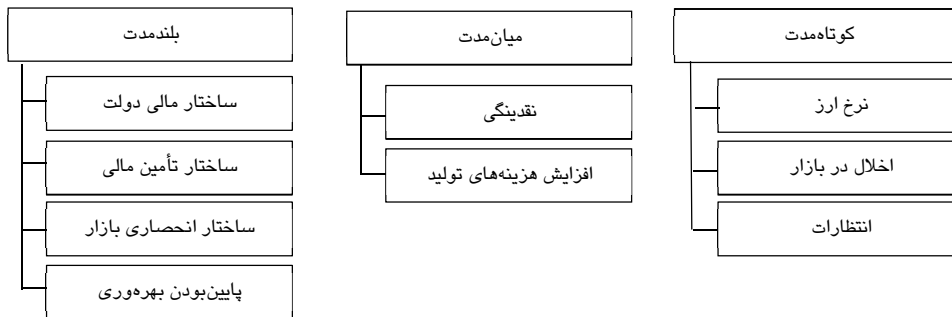 کوتاه‌مدت
نرخ ارز
اخلال در بازار
انتظارات
میان‌مدت
نقدینگی
افزایش هزینه‌های تولید
بلندمدت
ساختار مالی دولت
ساختار تأمین مالی
ساختار انحصاری بازار
پایین‌بودن بهره‌وری